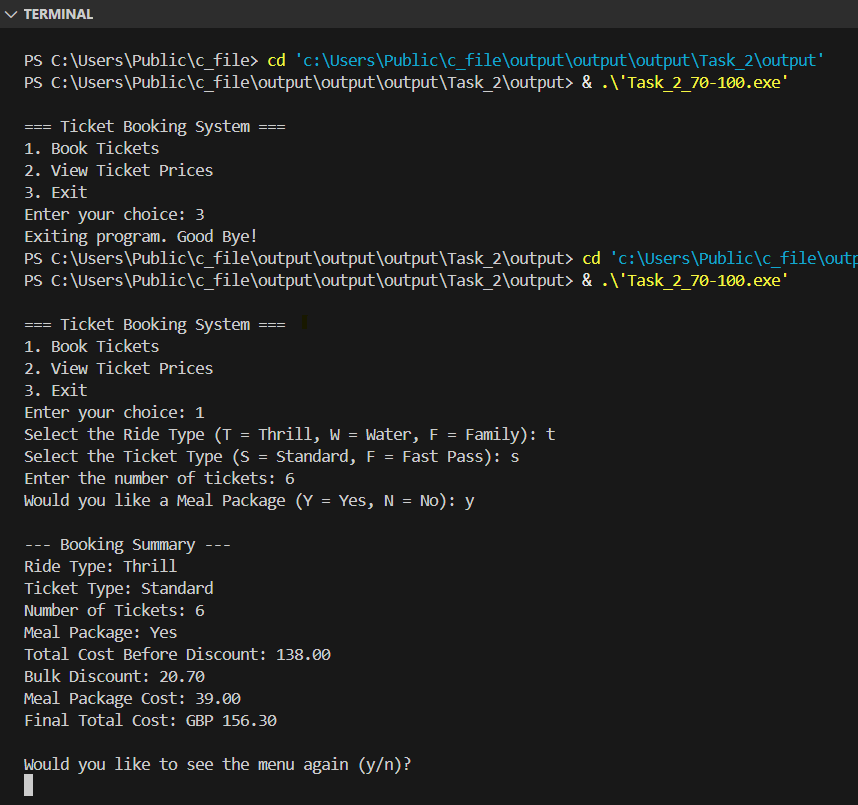 TERMINAL
PS C:\Users\Public\c_file> cd 'c:\Users\Public\c_file\output\output\output\Task_2\output'
PS C:\Users\Public\c_file\output\output\output\Task_2\output> & .\'Task_2_70-100.exe'
=== Ticket Booking System ===
1. Book Tickets
2. View Ticket Prices
3. Exit
Enter your choice: 3
Exiting program. Good Bye!
PS C:\Users\Public\c_file\output\output\output\Task_2\output> cd 'c:\Users\Public\c_file\outp
PS C:\Users\Public\c_file\output\output\output\Task_2\output> & .\'Task_2_70-100.exe'
=== Ticket Booking System ===
1. Book Tickets
2. View Ticket Prices
3. Exit
Enter your choice: 1
Select the Ride Type (T = Thrill, W = Water, F = Family): t
Select the Ticket Type (S = Standard, F = Fast Pass): s
Enter the number of tickets: 6
Would you like a Meal Package (Y = Yes, N = No): y
--- Booking Summary ---
Ride Type: Thrill
Ticket Type: Standard
Number of Tickets: 6
Meal Package: Yes
Total Cost Before Discount: 138.00
Bulk Discount: 20.70
Meal Package Cost: 39.00
Final Total Cost: GBP 156.30
Would you like to see the menu again (y/n)?